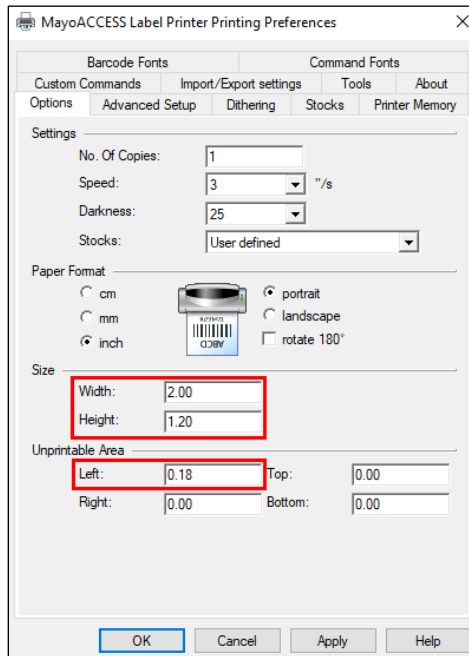 MayoACCESS Label Printer Printing Preferences
Barcode Fonts Command Fonts
Custom Commands Import/Export settings Tools About
Options Advanced Setup Dithering Stocks Printer Memory
Settings
No. Of Copies: 1
Speed: 3 "/s
Darkness: 25
Stocks: User defined
Paper Format
cm portrait
mm landscape
inch rotate 180°
ABCD
Size
Width: 2.00
Height: 1.20
Unprintable Area
Left: 0.18 Top: 0.00
Right: 0.00 Bottom: 0.00
OK Cancel Apply Help